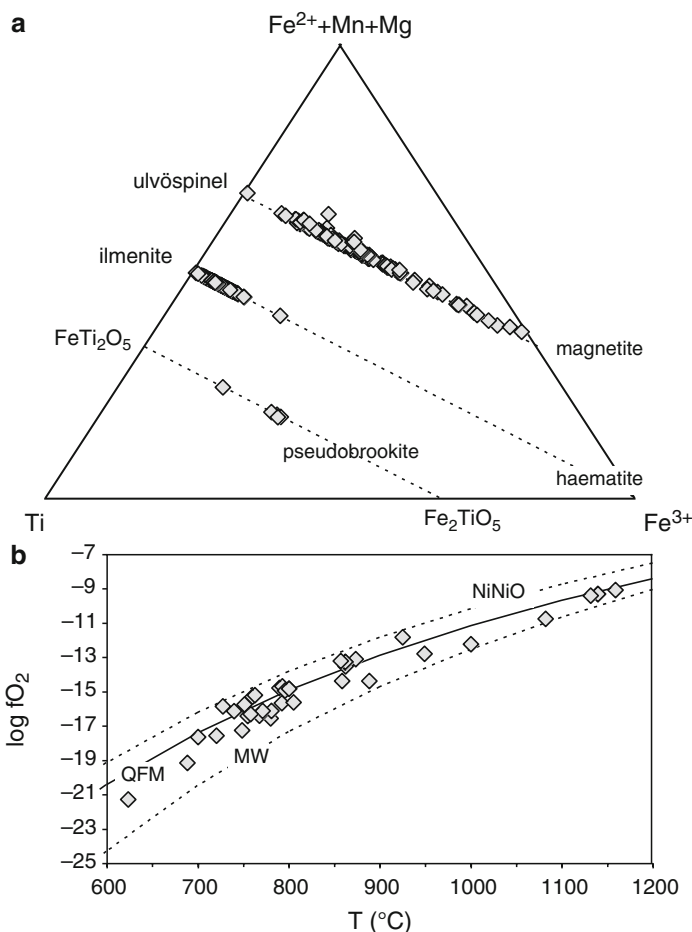 a
Fe²⁺+Mn+Mg
ulvöspinel
ilmenite
FeTi₂O₅
magnetite
pseudobrookite
haematite
Ti
Fe₂TiO₅
Fe³⁺
b
–7
–9
–11
–13
–15
–17
–19
–21
–23
–25
log fO₂
NiNiO
QFM
MW
600 700 800 900 1000 1100 1200
T (°C)